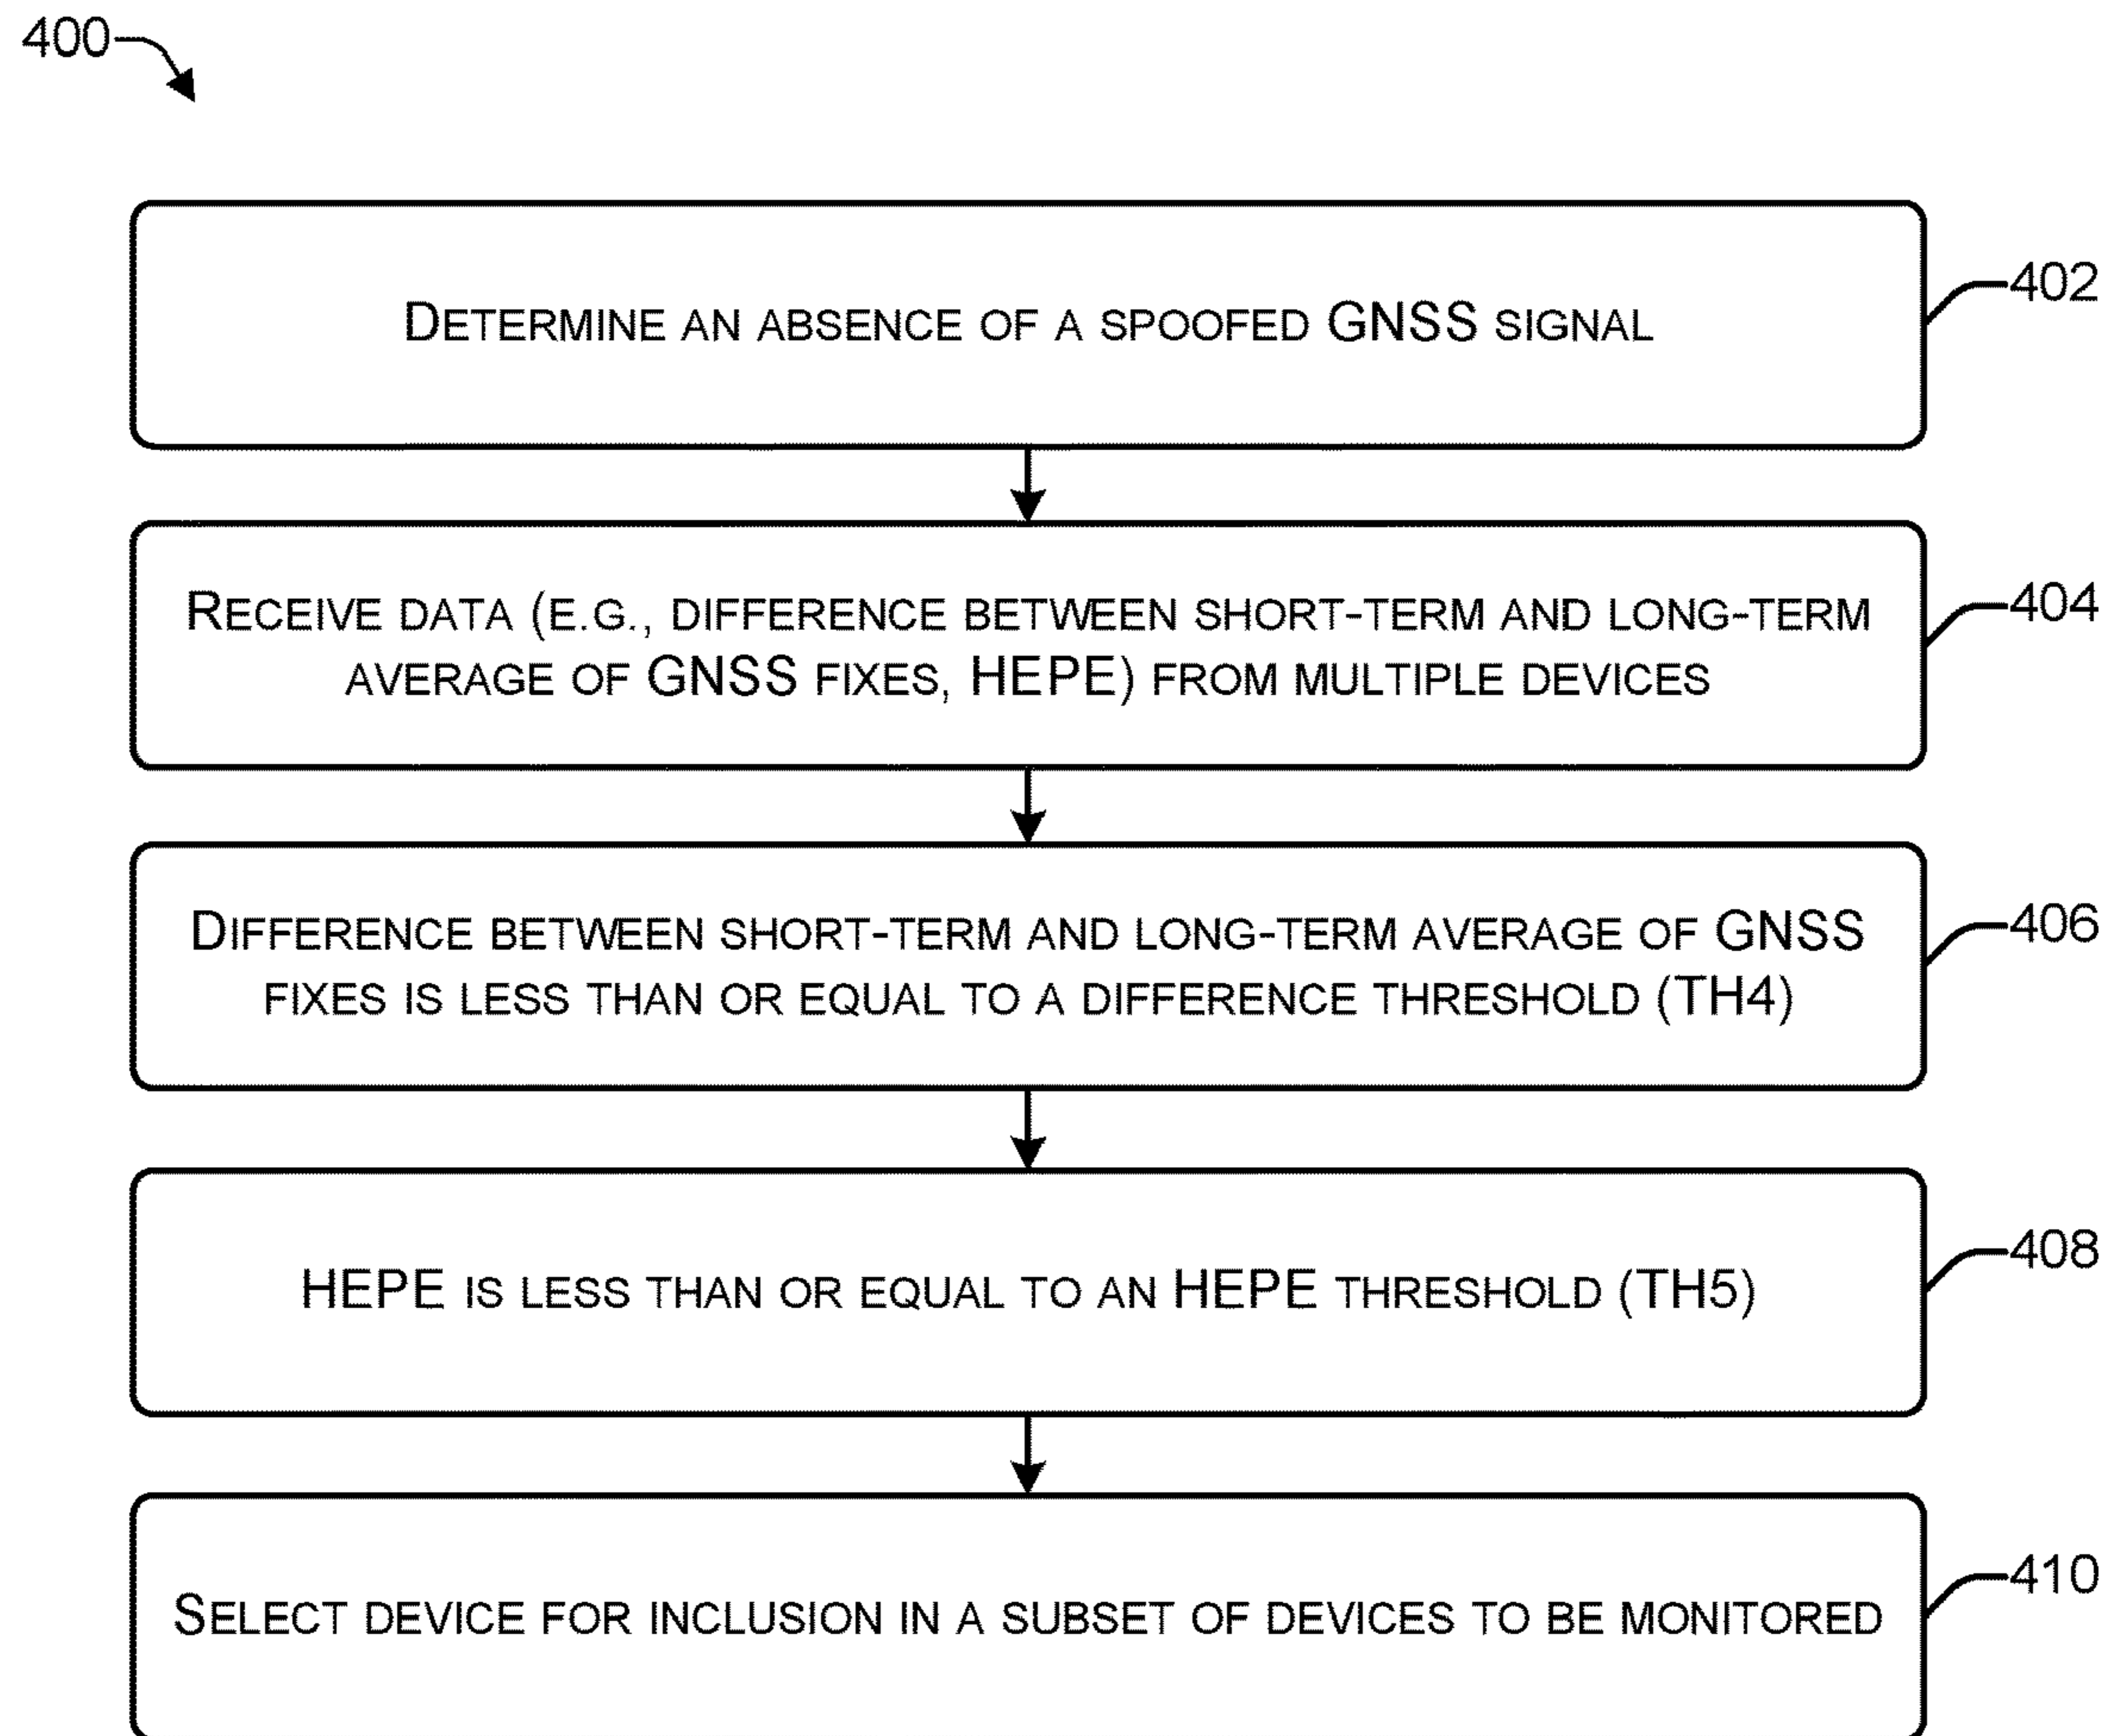 400
DETERMINE AN ABSENCE OF A SPOOFED GNSS SIGNAL
402
RECEIVE DATA (E.G., DIFFERENCE BETWEEN SHORT-TERM AND LONG-TERM
AVERAGE OF GNSS FIXES, HEPE) FROM MULTIPLE DEVICES
404
DIFFERENCE BETWEEN SHORT-TERM AND LONG-TERM AVERAGE OF GNSS
FIXES IS LESS THAN OR EQUAL TO A DIFFERENCE THRESHOLD (TH4)
406
HEPE IS LESS THAN OR EQUAL TO AN HEPE THRESHOLD (TH5)
408
SELECT DEVICE FOR INCLUSION IN A SUBSET OF DEVICES TO BE MONITORED
410